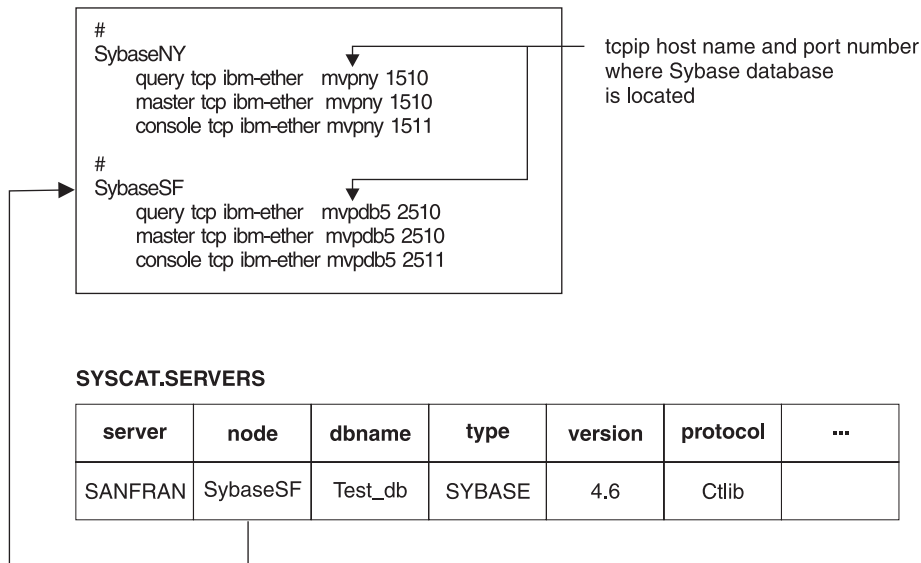 #
SybaseNY
query tcp ibm-ether mvpny 1510
master tcp ibm-ether mvpny 1510
console tcp ibm-ether mvpny 1511
#
SybaseSF
query tcp ibm-ether mvpdb5 2510
master tcp ibm-ether mvpdb5 2510
console tcp ibm-ether mvpdb5 2511
tcpip host name and port number
where Sybase database
is located
SYSCAT.SERVERS
server node dbname type version protocol ...
SANFRAN SybaseSF Test_db SYBASE 4.6 Ctlib